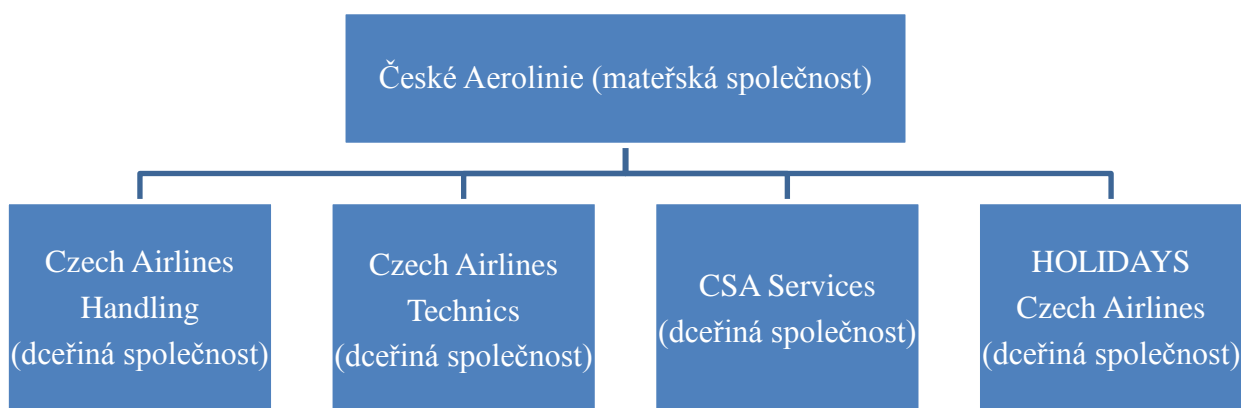 České Aerolinie (mateřská společnost)
Czech Airlines
Handling
(dceřiná společnost)
Czech Airlines
Technics
(dceřiná společnost)
CSA Services
(dceřiná společnost)
HOLIDAYS
Czech Airlines
(dceřiná společnost)